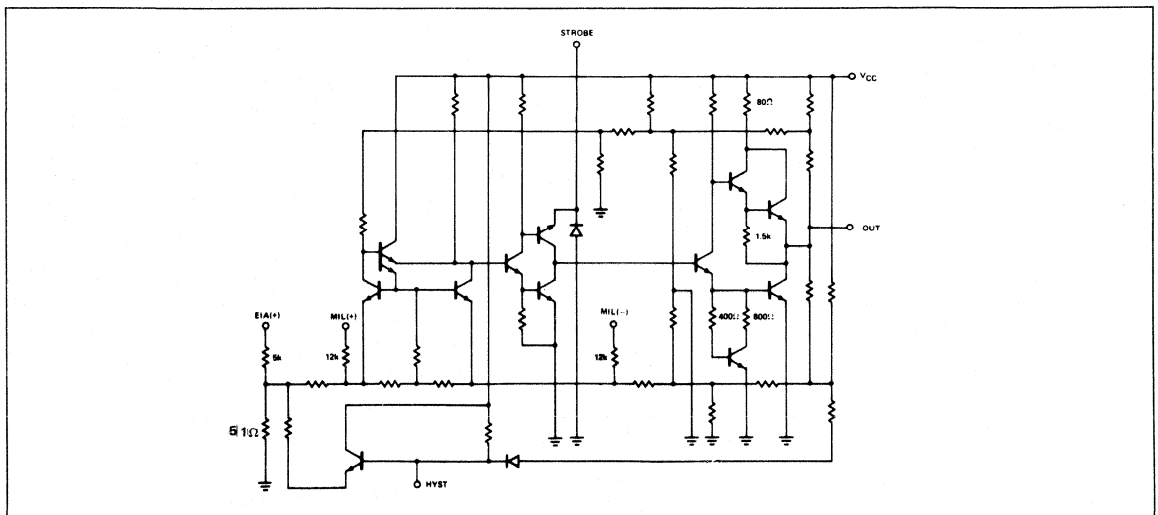 STROBE
VCC
80Ω
OUT
1.5k
EIA(+)
MIL(+)
MIL(−)
400Ω
800Ω
5k
12k
12k
HYST